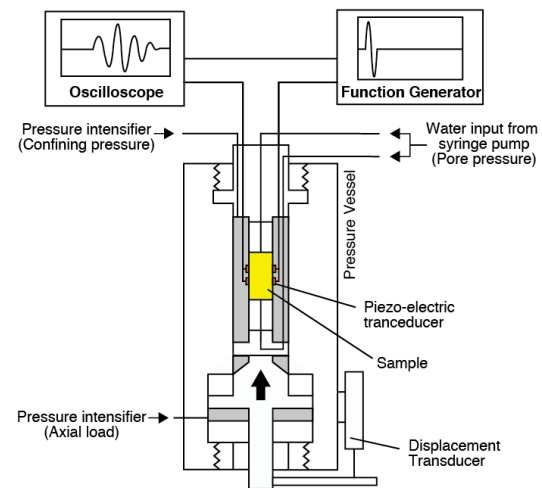 Oscilloscope
Function Generator
Pressure intensifier
(Confining pressure)
Water input from
syringe pump
(Pore pressure)
Pressure Vessel
Piezo-electric
tranceducer
Sample
Pressure intensifier
(Axial load)
Displacement
Transducer